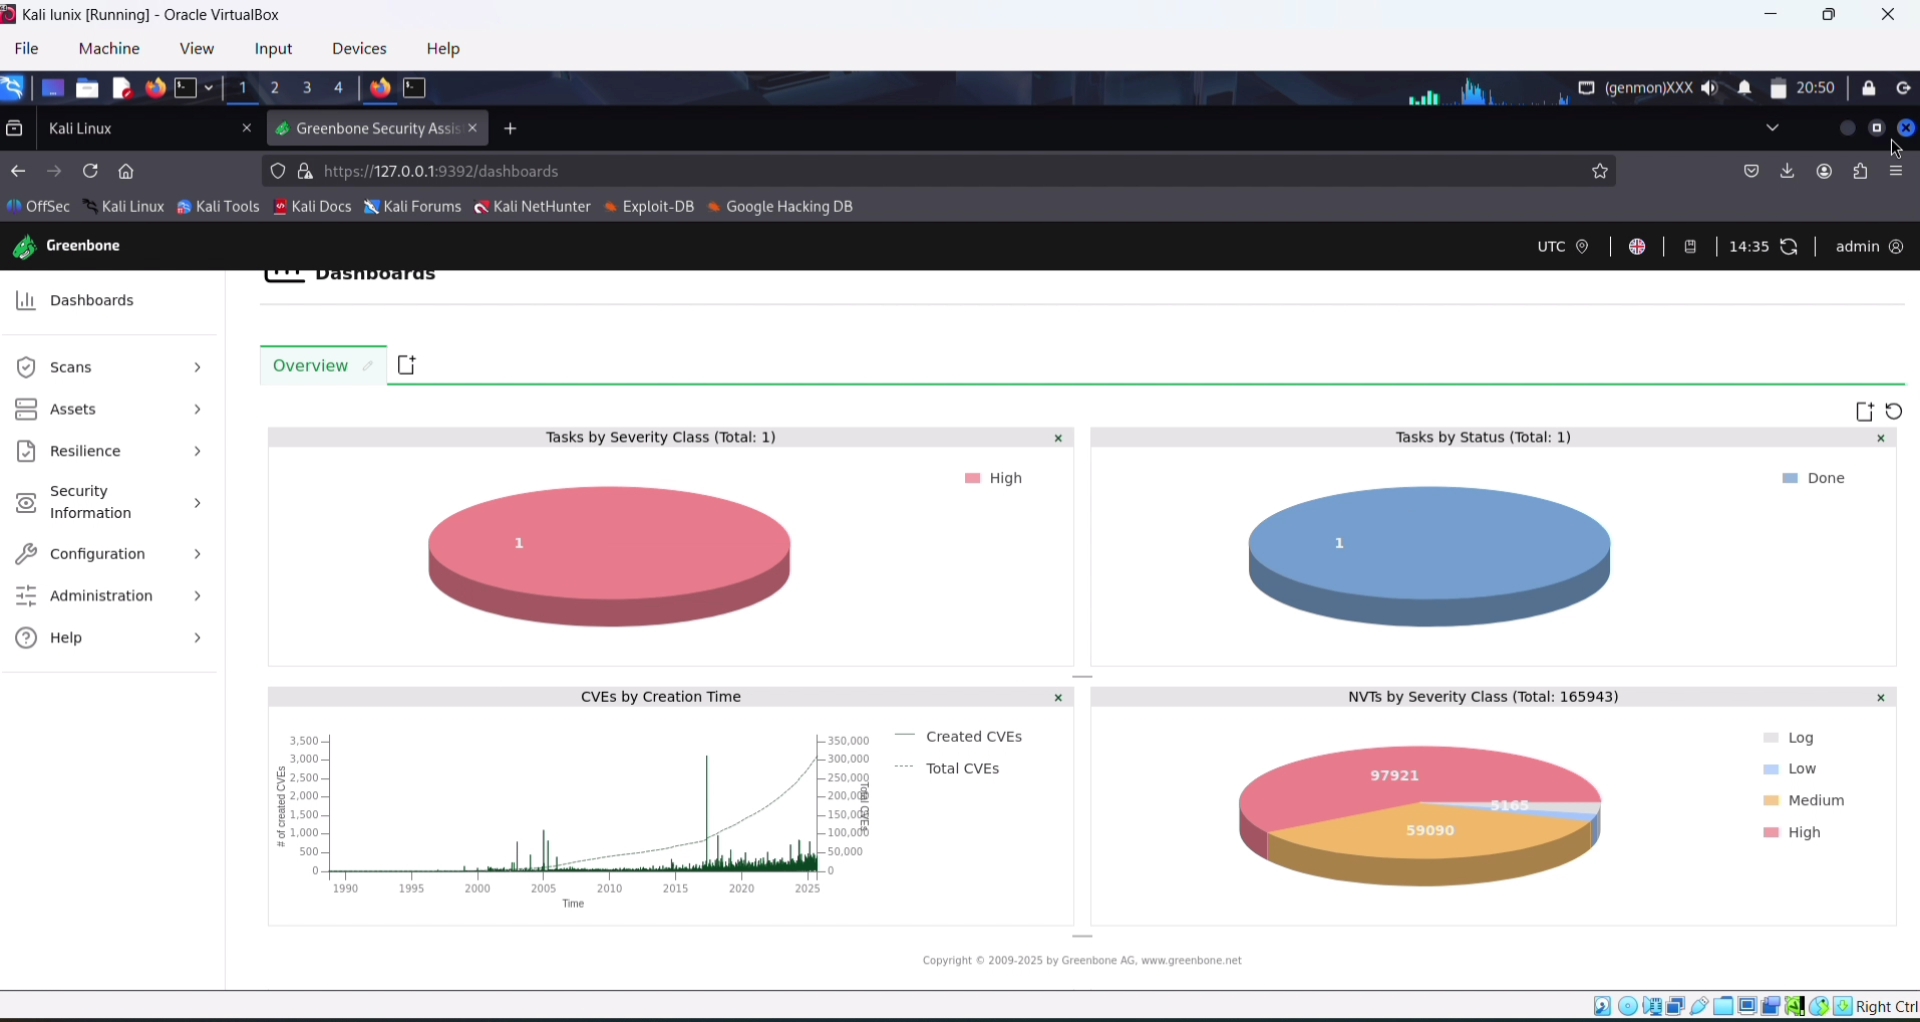 Kali lunix [Running] - Oracle VirtualBox
File Machine View Input Devices Help
1 2 3 4 (genmon)XXX 20:50
Kali Linux Greenbone Security Assis
https://127.0.0.1:9392/dashboards
OffSec Kali Linux Kali Tools Kali Docs Kali Forums Kali NetHunter Exploit-DB Google Hacking DB
Greenbone UTC 14:35 admin
Dashboards
Dashboards
Scans
Assets
Resilience
Security
Information
Configuration
Administration
Help
Overview
Tasks by Severity Class (Total: 1)
High
1
Tasks by Status (Total: 1)
Done
1
CVEs by Creation Time
3,500
3,000
2,500
2,000
1,500
1,000
500
0
# of created CVEs
350,000
300,000
250,000
200,000
150,000
100,000
50,000
0
Total CVEs
1990 1995 2000 2005 2010 2015 2020 2025
Time
Created CVEs
Total CVEs
NVTs by Severity Class (Total: 165943)
97921
5165
59090
Log
Low
Medium
High
Copyright © 2009-2025 by Greenbone AG, www.greenbone.net
Right Ctrl